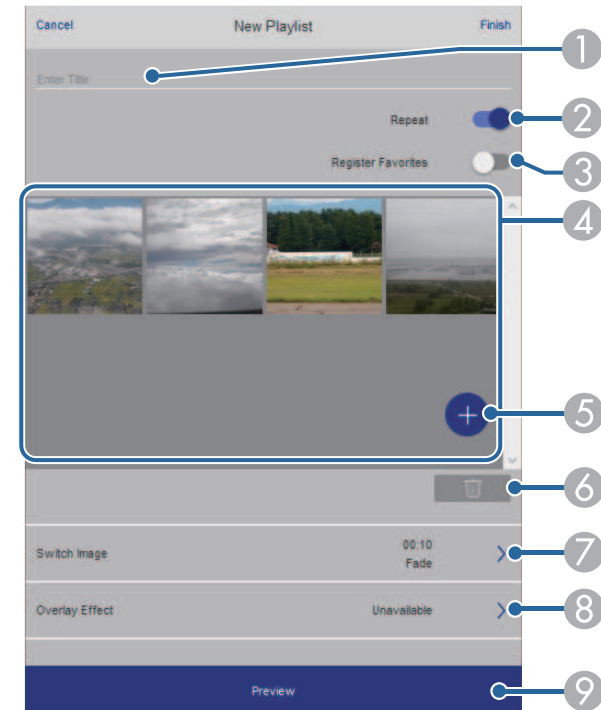 Cancel New Playlist Finish
1
Enter Title
Repeat
2
Register Favorites
3
4
5
6
Switch Image
00:10
Fade
7
Overlay Effect Unavailable
8
Preview
9